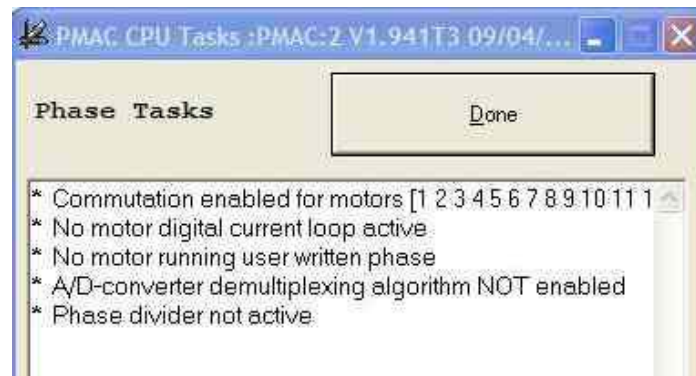 PMAC CPU Tasks :PMAC:2 V1.941T3 09/04/...
Phase Tasks
Done
* Commutation enabled for motors [1 2 3 4 5 6 7 8 9 10 11 1
* No motor digital current loop active
* No motor running user written phase
* A/D-converter demultiplexing algorithm NOT enabled
* Phase divider not active